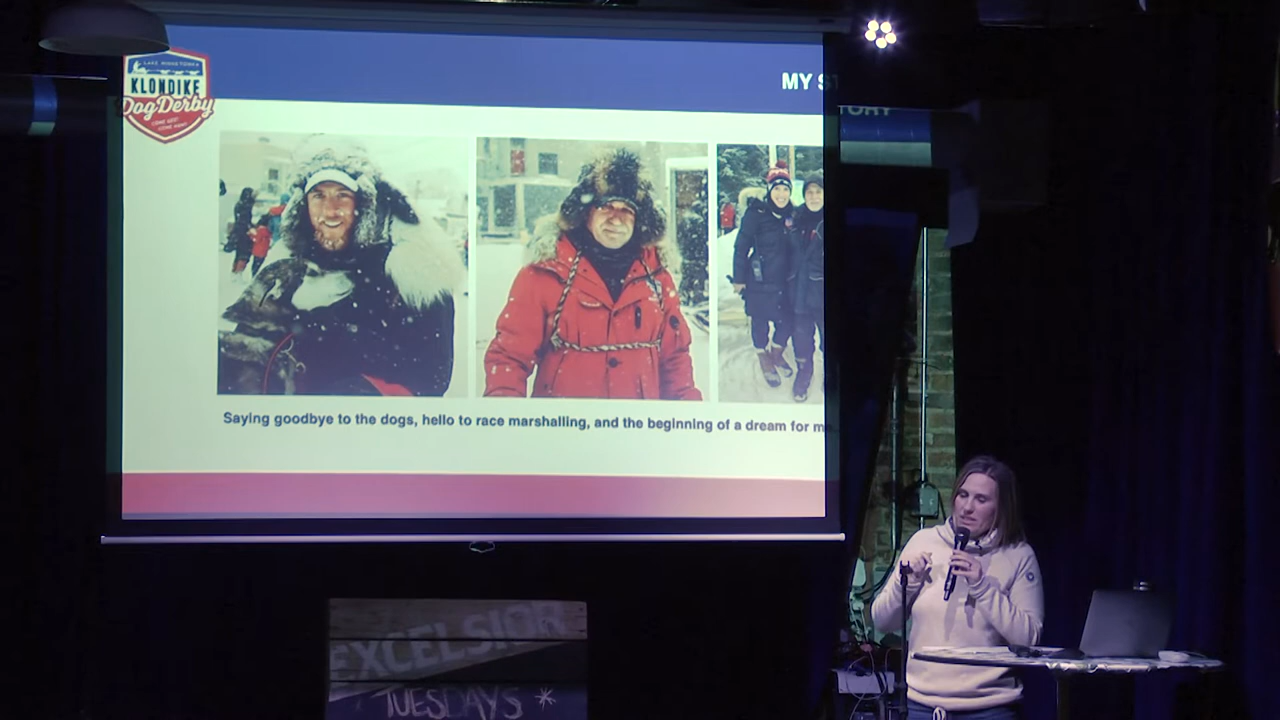 LAKE MINNETONKA
KLONDIKE
Dog Derby
MY STORY
Saying goodbye to the dogs, hello to race marshalling, and the beginning of a dream for m
EXCELSIOR
TUESDAYS *